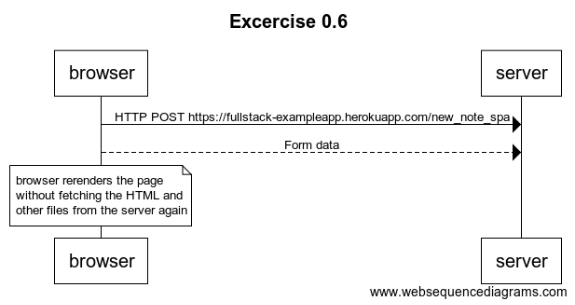 Excercise 0.6
browser
server
HTTP POST https://fullstack-exampleapp.herokuapp.com/new_note_spa
Form data
browser rerenders the page
without fetching the HTML and
other files from the server again
browser
server
www.websequencediagrams.com